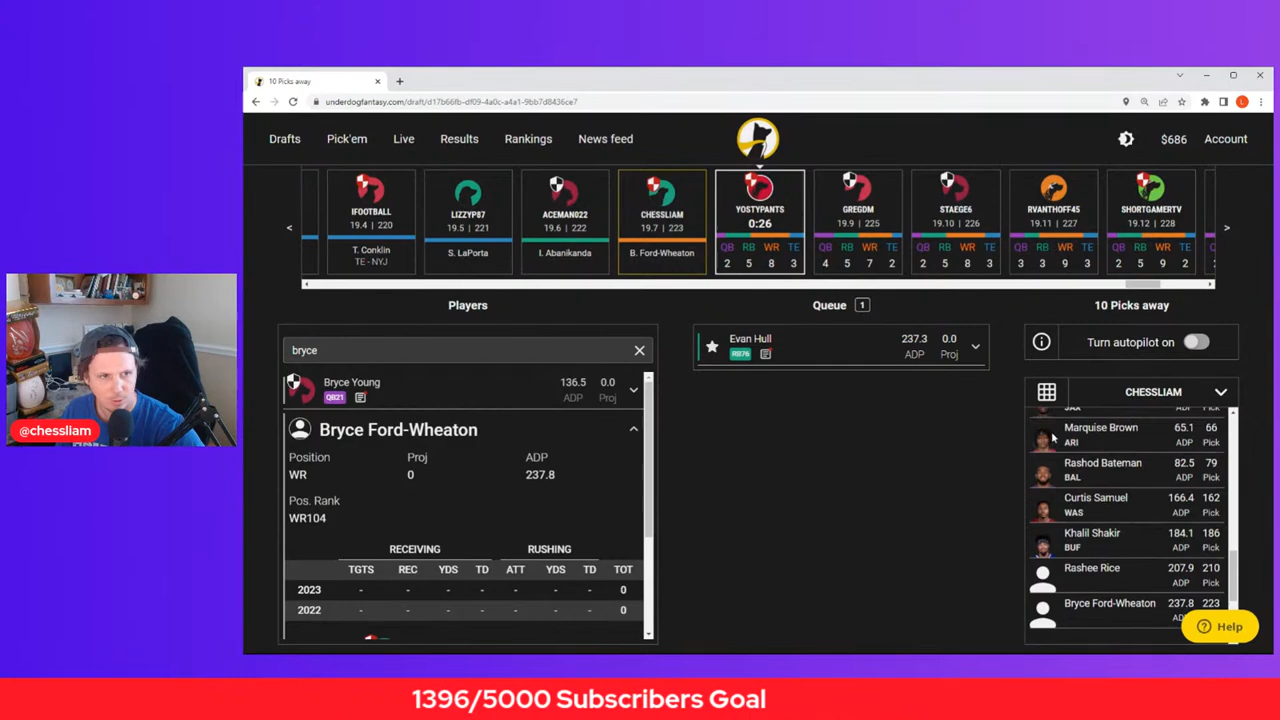 10 Picks away
underdogfantasy.com/draft/d17b66fb-df09-4a0c-a4a1-9bb7d8436ce7
Drafts Pick'em Live Results Rankings News feed $686 Account
IFOOTBALL LIZZYP87 ACEMAN022 CHESSLIAM YOSTYPANTS GREGDM STAEGE6 RVANTHOFF45 SHORTGAMERTV
19.4 | 220 19.5 | 221 19.6 | 222 19.7 | 223 0:26 19.9 | 225 19.10 | 226 19.11 | 227 19.12 | 228
T. Conklin S. LaPorta I. Abanikanda B. Ford-Wheaton QB RB WR TE QB RB WR TE QB RB WR TE QB RB WR TE QB RB WR TE
TE - NYJ 2 5 8 3 4 5 7 2 2 5 8 3 3 3 9 3 2 5 9 2
Players Queue 1 10 Picks away
bryce
Turn autopilot on
Bryce Young 136.5 0.0
QB21 ADP Proj
Bryce Ford-Wheaton
Position Proj ADP
WR 0 237.8
Pos. Rank
WR104
RECEIVING RUSHING
TGTS REC YDS TD ATT YDS TD TOT
2023 - - - - - - - 0
2022 - - - - - - - 0
Evan Hull 237.3 0.0
RB76 ADP Proj
CHESSLIAM
Marquise Brown 65.1 66
ARI ADP Pick
Rashod Bateman 82.5 79
BAL ADP Pick
Curtis Samuel 166.4 162
WAS ADP Pick
Khalil Shakir 184.1 186
BUF ADP Pick
Rashee Rice 207.9 210
ADP Pick
Bryce Ford-Wheaton 237.8 223
Help
@chessliam
1396/5000 Subscribers Goal